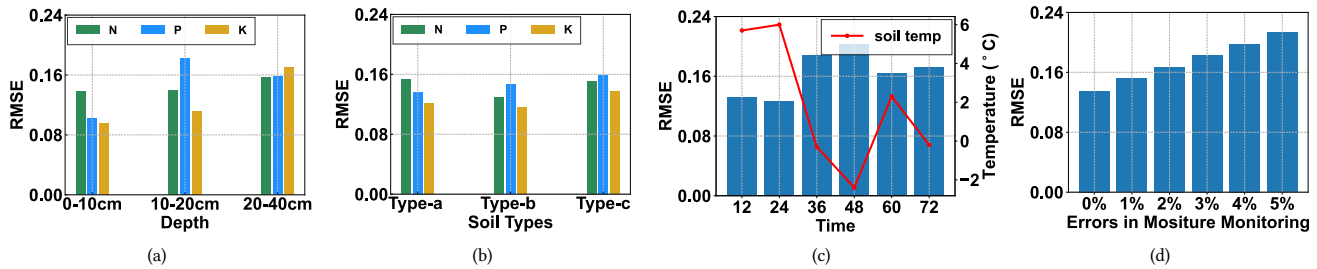 0.24
0.16
0.08
0.00
RMSE
N P K
0-10cm 10-20cm 20-40cm
Depth
(a)
0.24
0.16
0.08
0.00
RMSE
N P K
Type-a Type-b Type-c
Soil Types
(b)
0.24
0.16
0.08
0.00
RMSE
soil temp
6
4
2
0
−2
Temperature (°C)
12 24 36 48 60 72
Time
(c)
0.24
0.16
0.08
0.00
RMSE
0% 1% 2% 3% 4% 5%
Errors in Mositure Monitoring
(d)